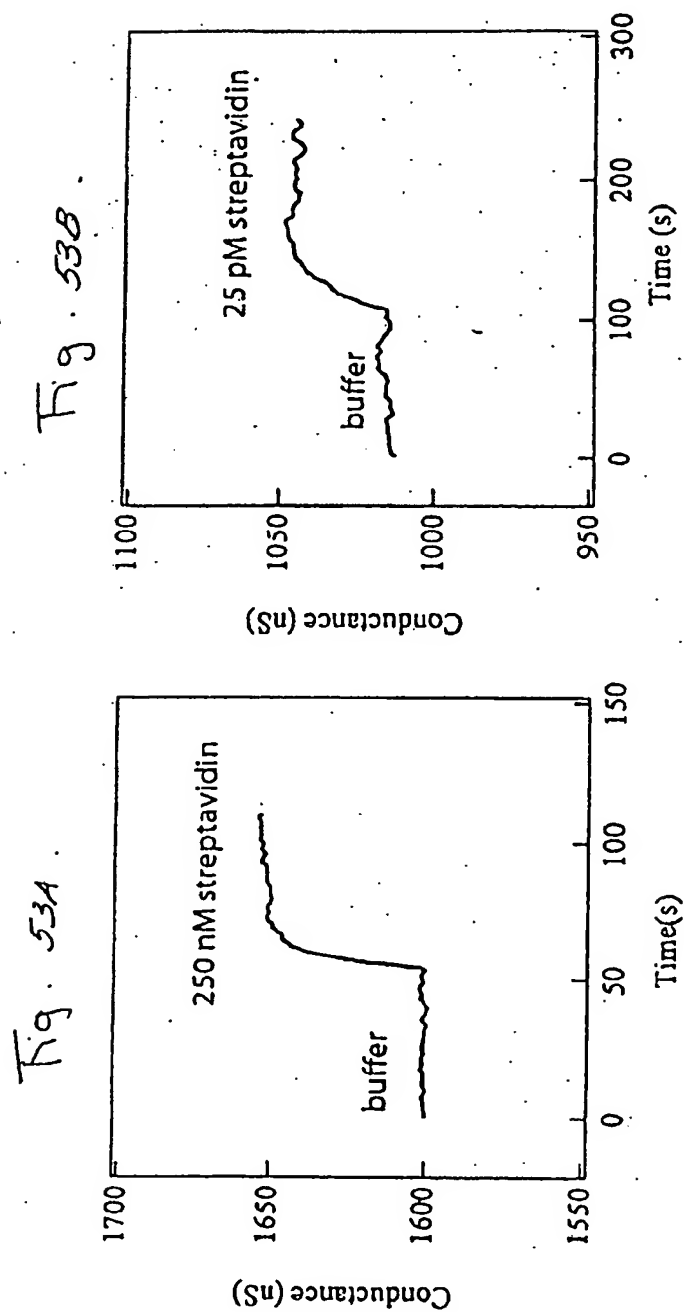 Fig. 53A.
Conductance (nS)
1700
1650
1600
1550
250 nM streptavidin
buffer
0
50
100
150
Time(s)
Fig. 53B.
Conductance (nS)
1100
1050
1000
950
25 pM streptavidin
buffer
0
100
200
300
Time (s)